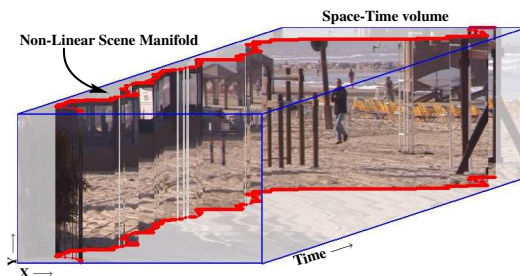 Space-Time volume
Non-Linear Scene Manifold
Time →
Y →
X →